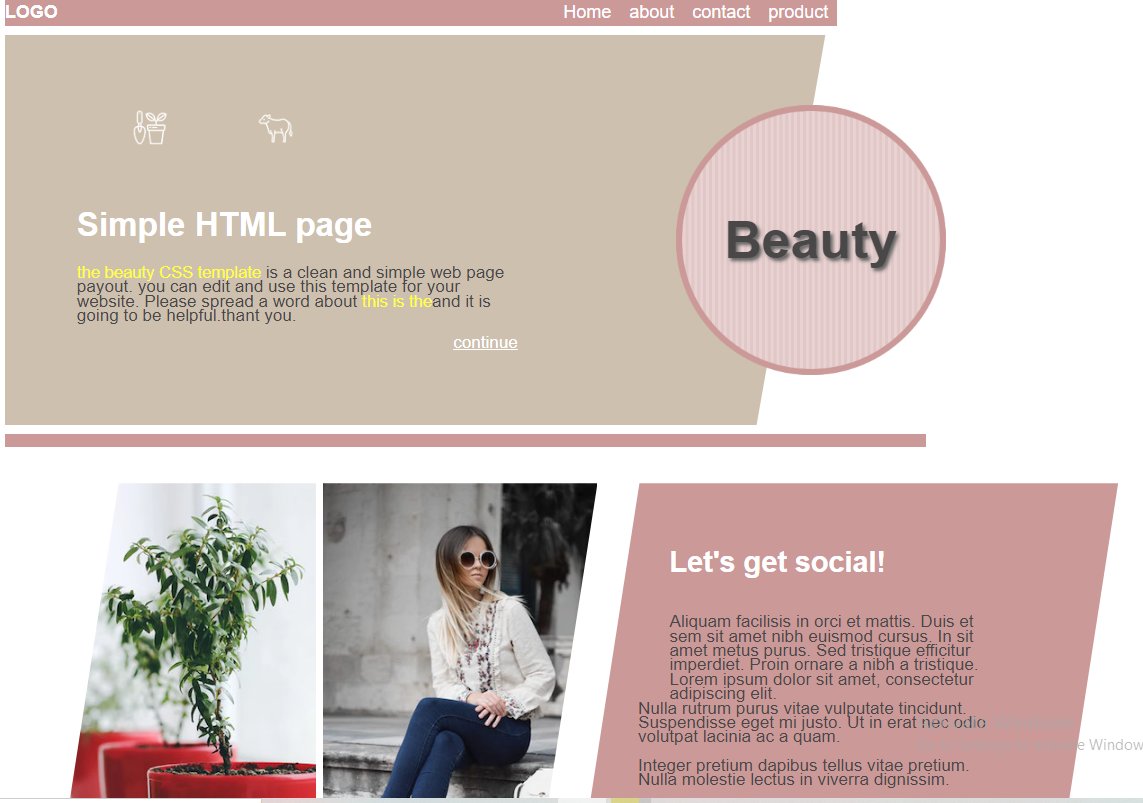 LOGO
Home about contact product
Simple HTML page
the beauty CSS template is a clean and simple web page
payout. you can edit and use this template for your
website. Please spread a word about this is theand it is
going to be helpful.thant you.
continue
Beauty
Let's get social!
Aliquam facilisis in orci et mattis. Duis et
sem sit amet nibh euismod cursus. In sit
amet metus purus. Sed tristique efficitur
imperdiet. Proin ornare a nibh a tristique.
Lorem ipsum dolor sit amet, consectetur
adipiscing elit.
Nulla rutrum purus vitae vulputate tincidunt.
Suspendisse eget mi justo. Ut in erat nec odio
volutpat lacinia ac a quam.
Integer pretium dapibus tellus vitae pretium.
Nulla molestie lectus in viverra dignissim.